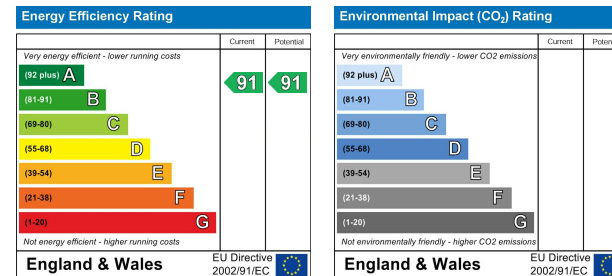 Energy Efficiency Rating
Current Potential
Very energy efficient - lower running costs
(92 plus) A
(81-91) B
(69-80) C
(55-68) D
(39-54) E
(21-38) F
(1-20) G
91 91
Not energy efficient - higher running costs
England & Wales
EU Directive
2002/91/EC
Environmental Impact (CO₂) Rating
Current Poten
Very environmentally friendly - lower CO2 emissions
(92 plus) A
(81-91) B
(69-80) C
(55-68) D
(39-54) E
(21-38) F
(1-20) G
Not environmentally friendly - higher CO2 emissions
England & Wales
EU Directive
2002/91/EC